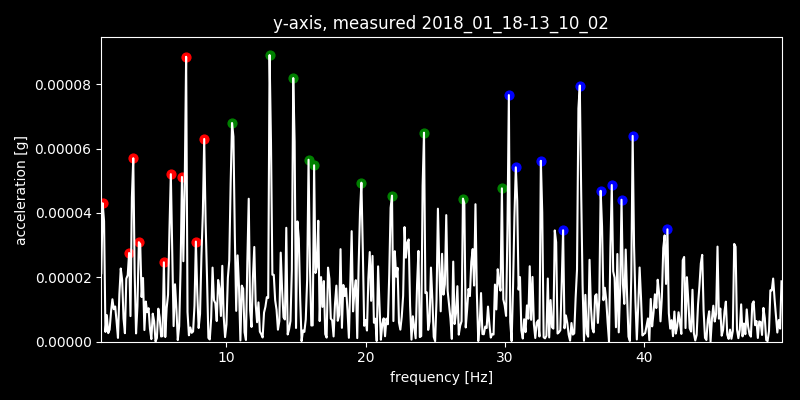 y-axis, measured 2018_01_18-13_10_02
acceleration [g]
0.00008
0.00006
0.00004
0.00002
0.00000
10 20 30 40
frequency [Hz]